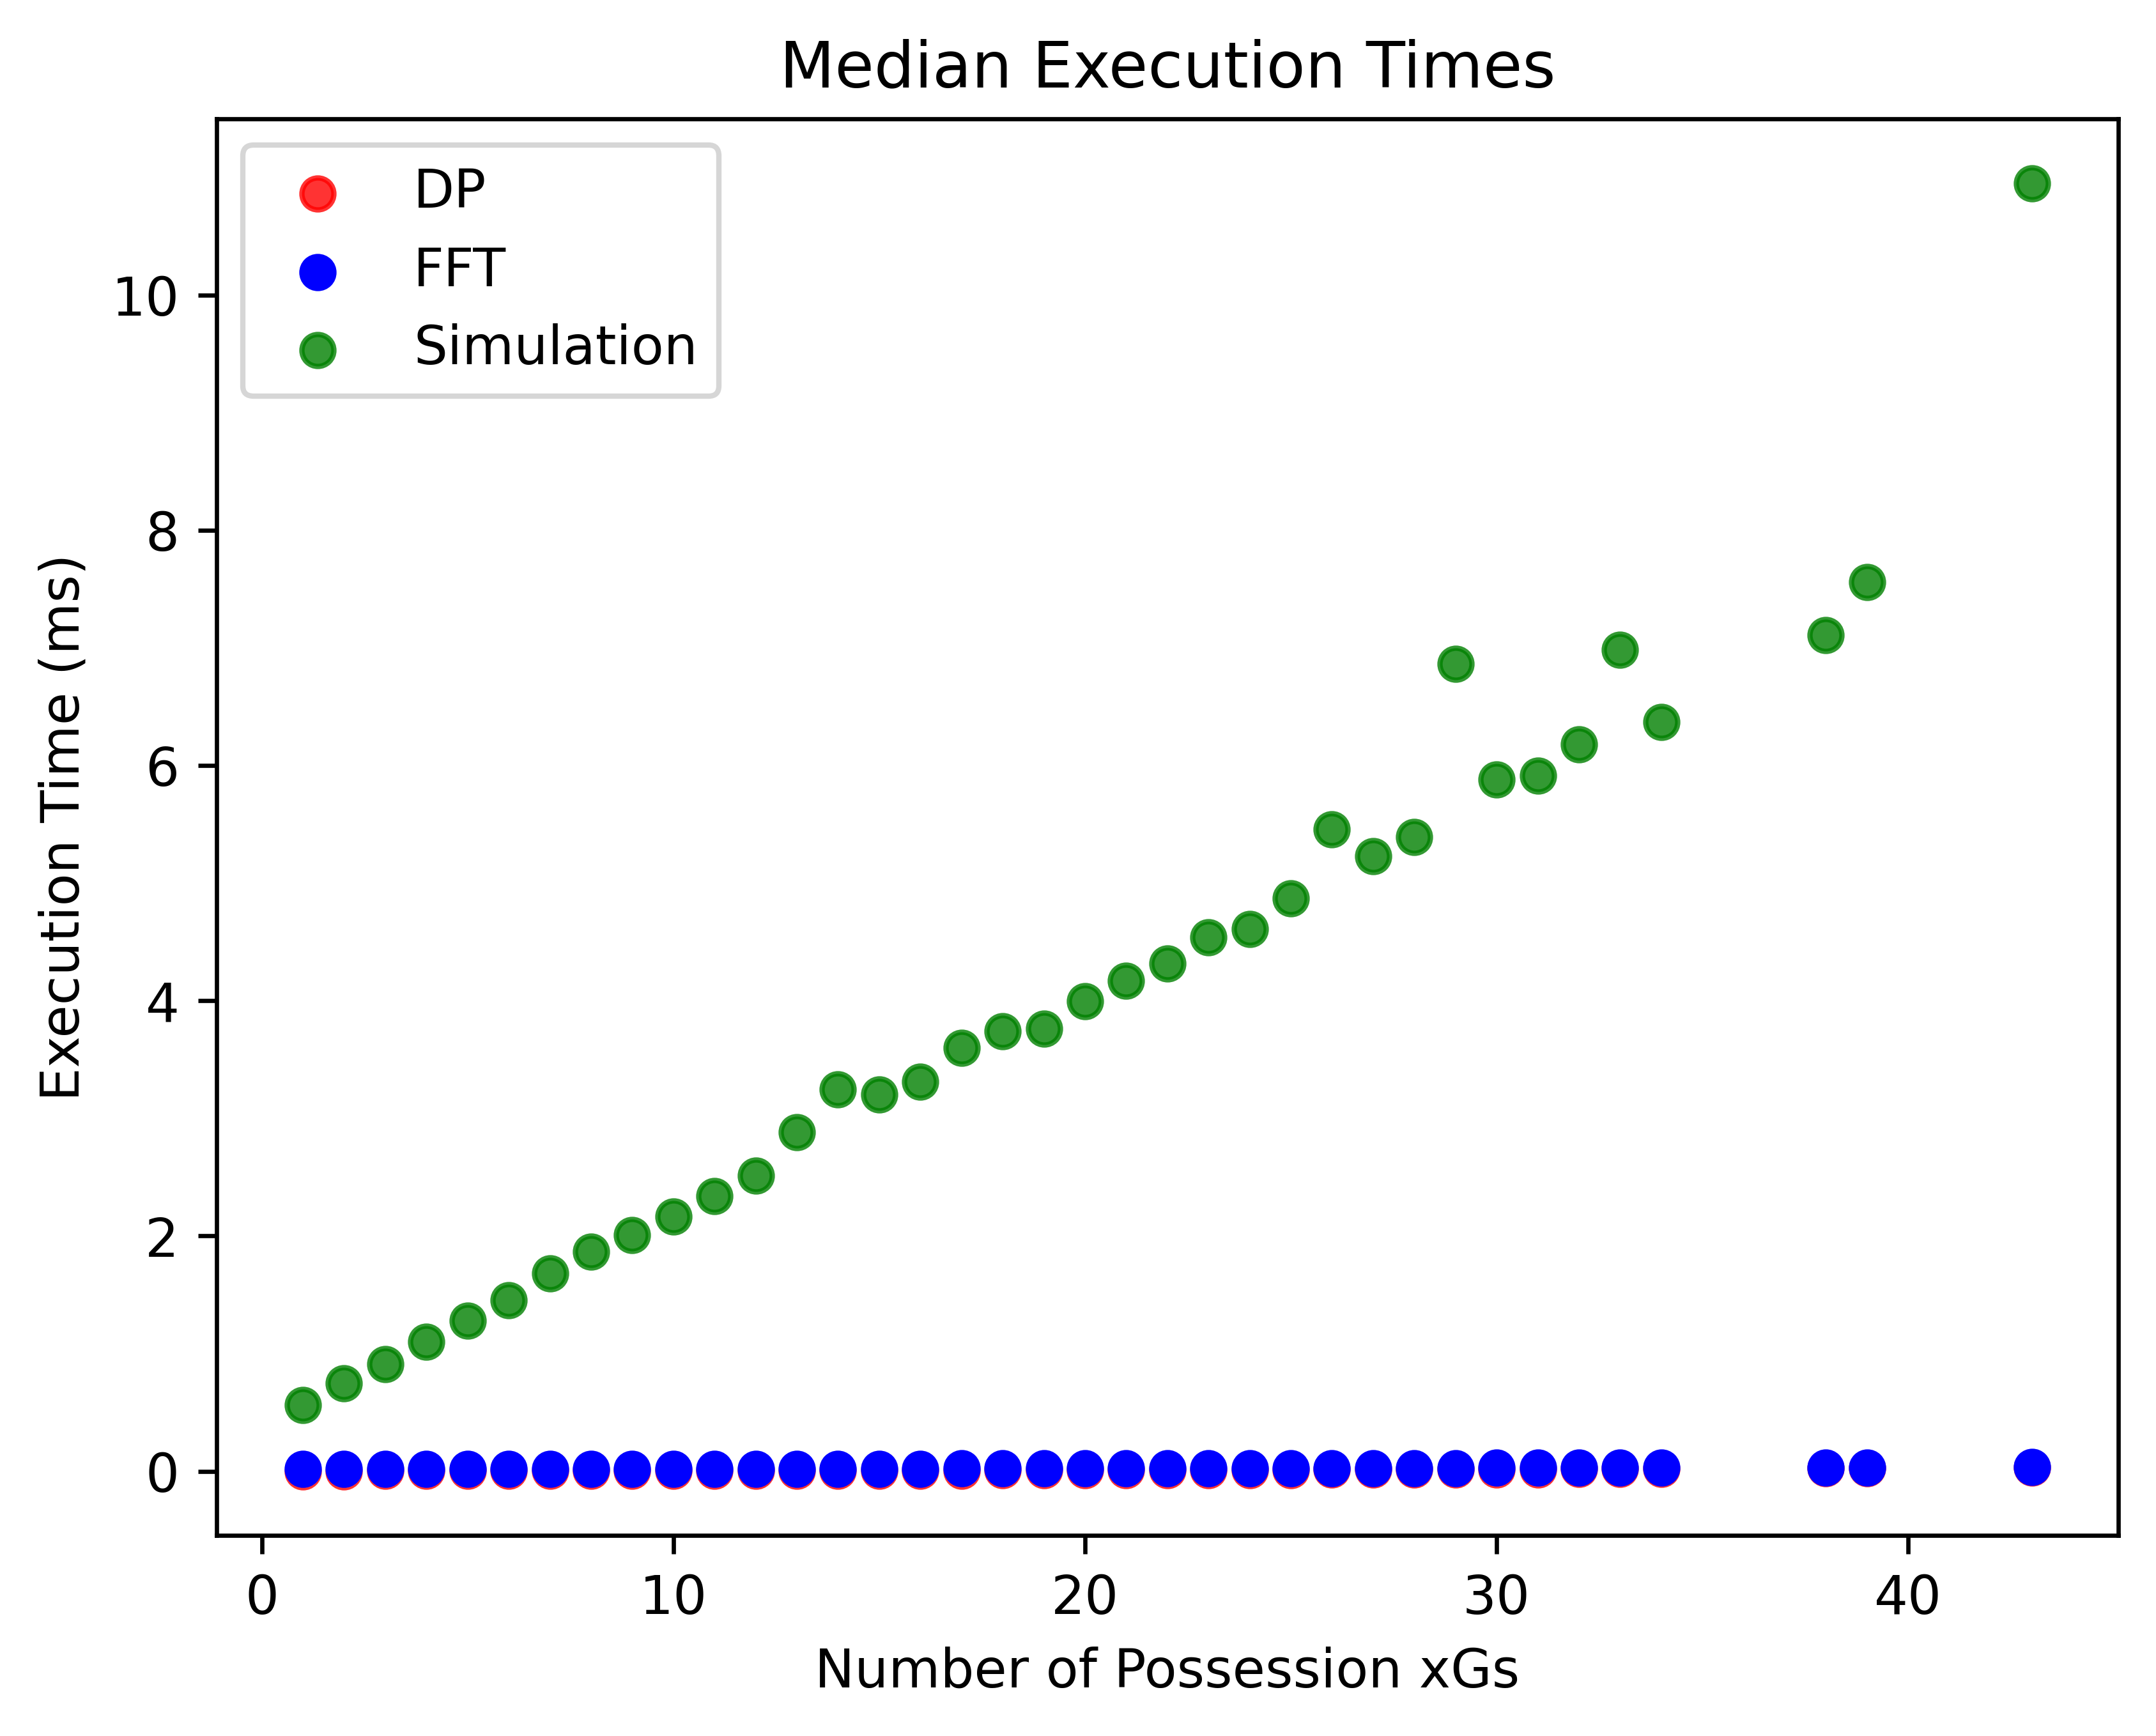 Median Execution Times
DP
FFT
Simulation
Execution Time (ms)
10
8
6
4
2
0
0 10 20 30 40
Number of Possession xGs